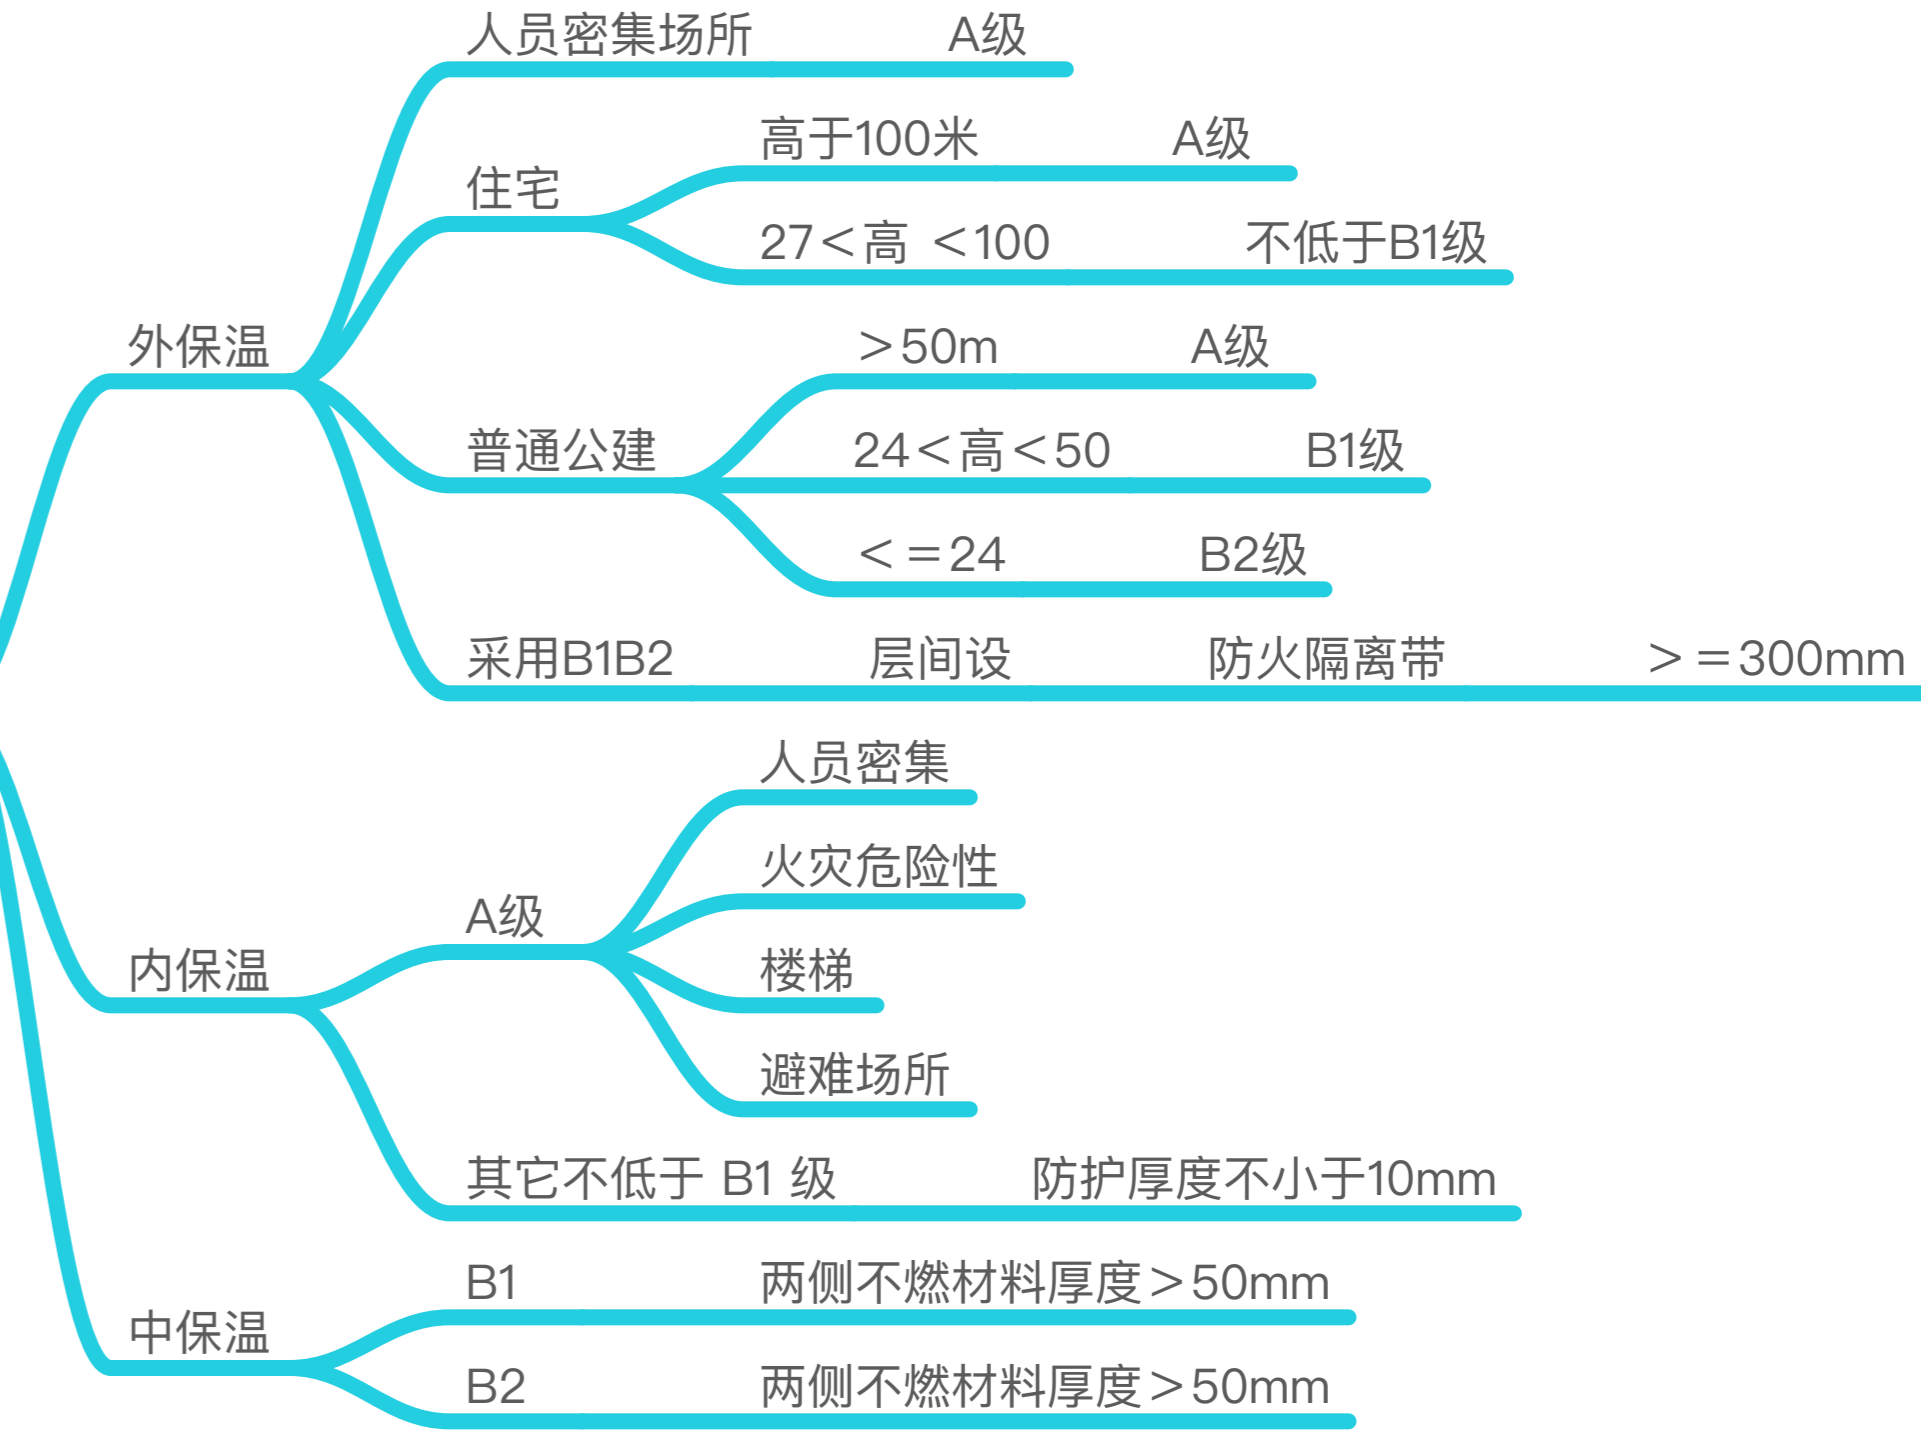 人员密集场所 A级
高于100米 A级
住宅
27＜高 ＜100 不低于B1级
外保温
＞50m A级
普通公建
24＜高＜50 B1级
＜＝24 B2级
采用B1B2 层间设 防火隔离带 ＞＝300mm
人员密集
火灾危险性
A级
内保温
楼梯
避难场所
其它不低于 B1 级 防护厚度不小于10mm
B1 两侧不燃材料厚度＞50mm
中保温
B2 两侧不燃材料厚度＞50mm